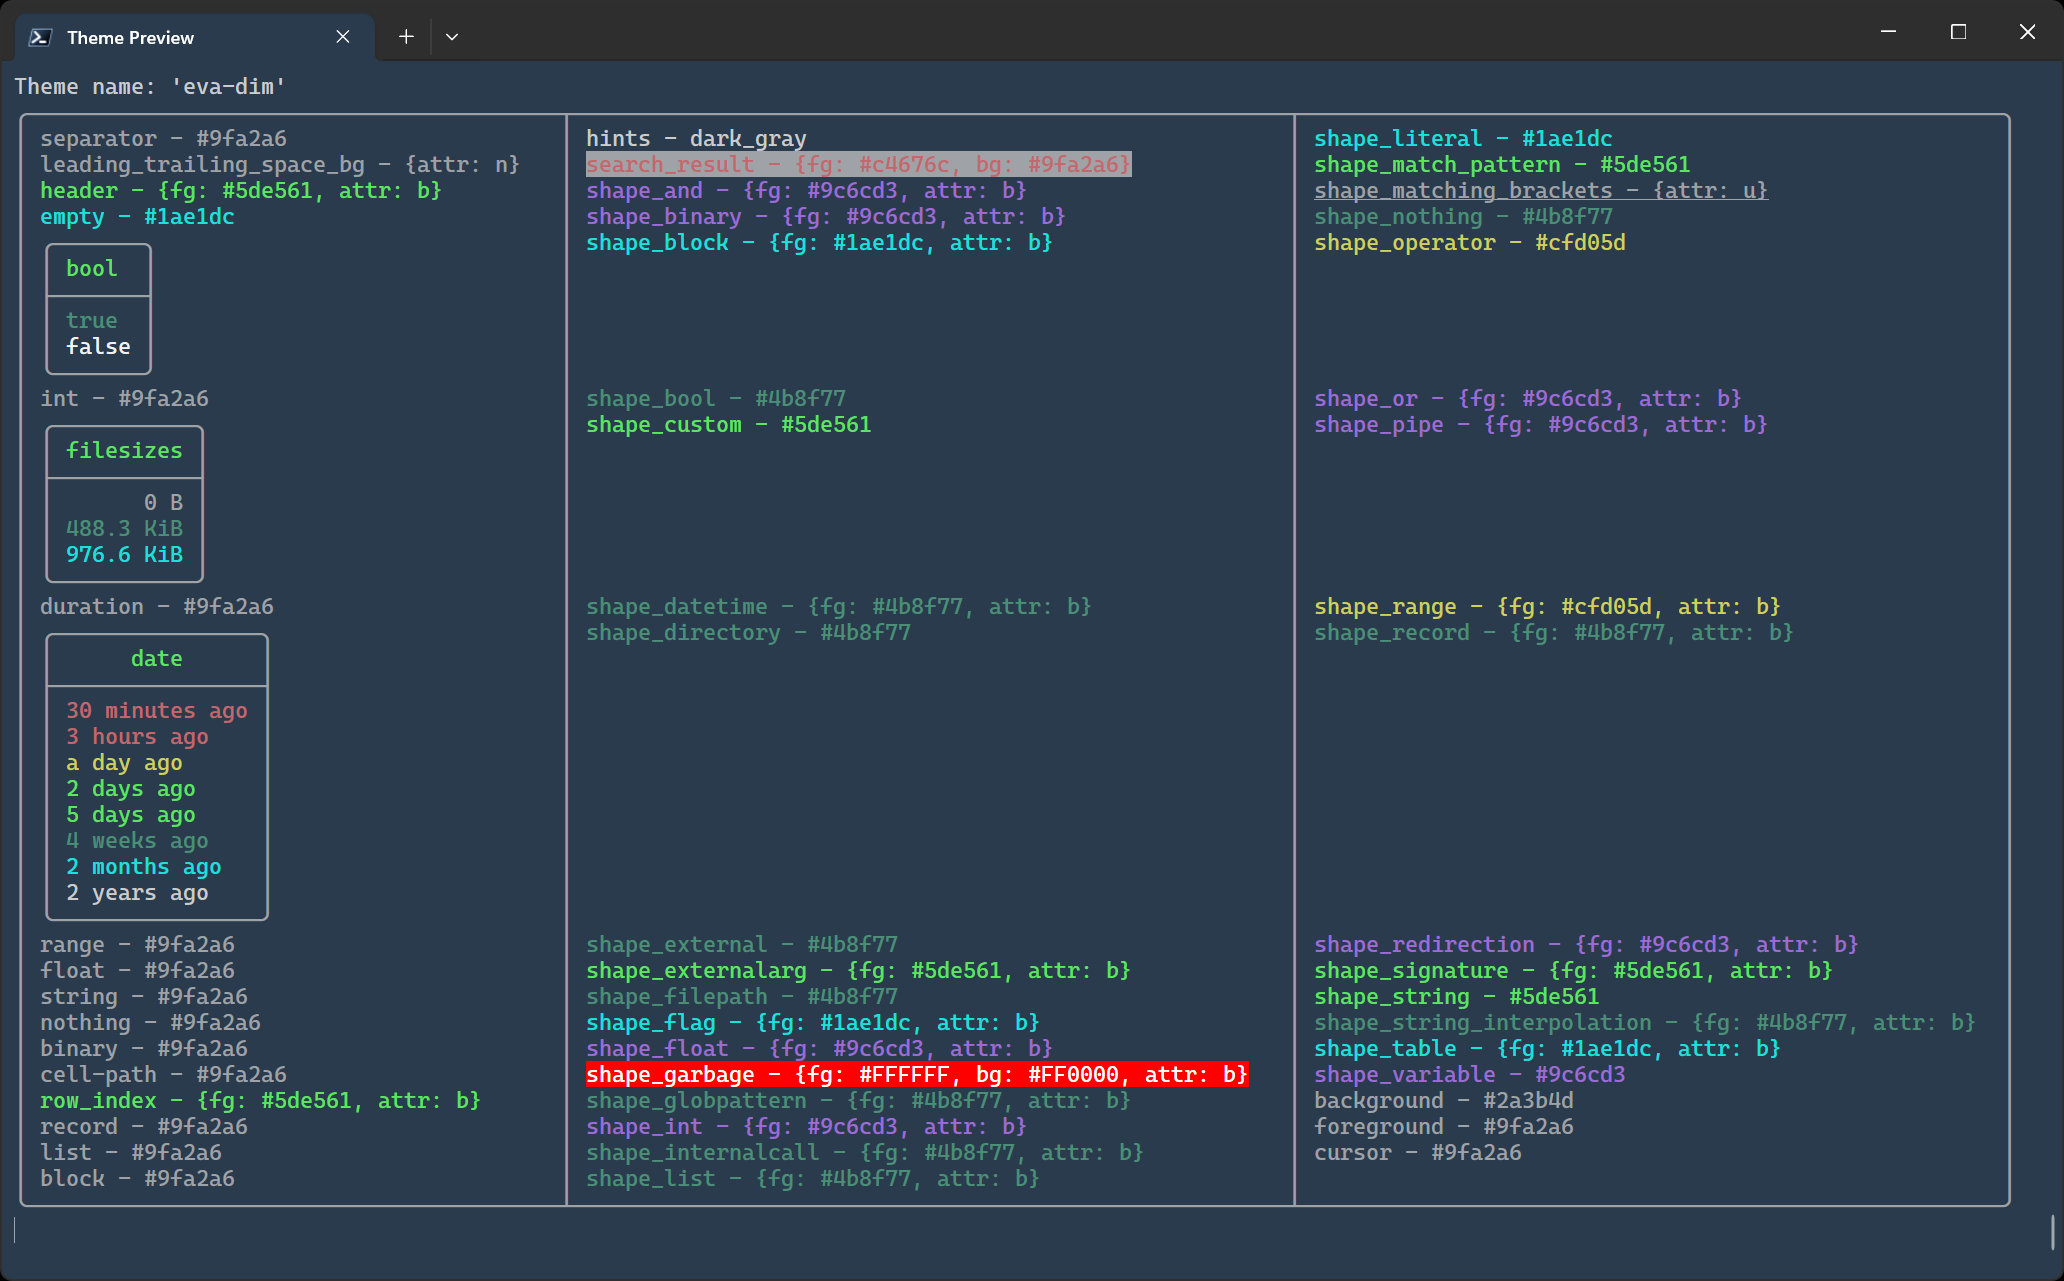 Theme Preview
Theme name: 'eva-dim'
separator - #9fa2a6
leading_trailing_space_bg - {attr: n}
header - {fg: #5de561, attr: b}
empty - #1ae1dc
bool
true
false
int - #9fa2a6
filesizes
0 B
488.3 KiB
976.6 KiB
duration - #9fa2a6
date
30 minutes ago
3 hours ago
a day ago
2 days ago
5 days ago
4 weeks ago
2 months ago
2 years ago
range - #9fa2a6
float - #9fa2a6
string - #9fa2a6
nothing - #9fa2a6
binary - #9fa2a6
cell-path - #9fa2a6
row_index - {fg: #5de561, attr: b}
record - #9fa2a6
list - #9fa2a6
block - #9fa2a6
hints - dark_gray
search_result - {fg: #c4676c, bg: #9fa2a6}
shape_and - {fg: #9c6cd3, attr: b}
shape_binary - {fg: #9c6cd3, attr: b}
shape_block - {fg: #1ae1dc, attr: b}
shape_bool - #4b8f77
shape_custom - #5de561
shape_datetime - {fg: #4b8f77, attr: b}
shape_directory - #4b8f77
shape_external - #4b8f77
shape_externalarg - {fg: #5de561, attr: b}
shape_filepath - #4b8f77
shape_flag - {fg: #1ae1dc, attr: b}
shape_float - {fg: #9c6cd3, attr: b}
shape_garbage - {fg: #FFFFFF, bg: #FF0000, attr: b}
shape_globpattern - {fg: #4b8f77, attr: b}
shape_int - {fg: #9c6cd3, attr: b}
shape_internalcall - {fg: #4b8f77, attr: b}
shape_list - {fg: #4b8f77, attr: b}
shape_literal - #1ae1dc
shape_match_pattern - #5de561
shape_matching_brackets - {attr: u}
shape_nothing - #4b8f77
shape_operator - #cfd05d
shape_or - {fg: #9c6cd3, attr: b}
shape_pipe - {fg: #9c6cd3, attr: b}
shape_range - {fg: #cfd05d, attr: b}
shape_record - {fg: #4b8f77, attr: b}
shape_redirection - {fg: #9c6cd3, attr: b}
shape_signature - {fg: #5de561, attr: b}
shape_string - #5de561
shape_string_interpolation - {fg: #4b8f77, attr: b}
shape_table - {fg: #1ae1dc, attr: b}
shape_variable - #9c6cd3
background - #2a3b4d
foreground - #9fa2a6
cursor - #9fa2a6